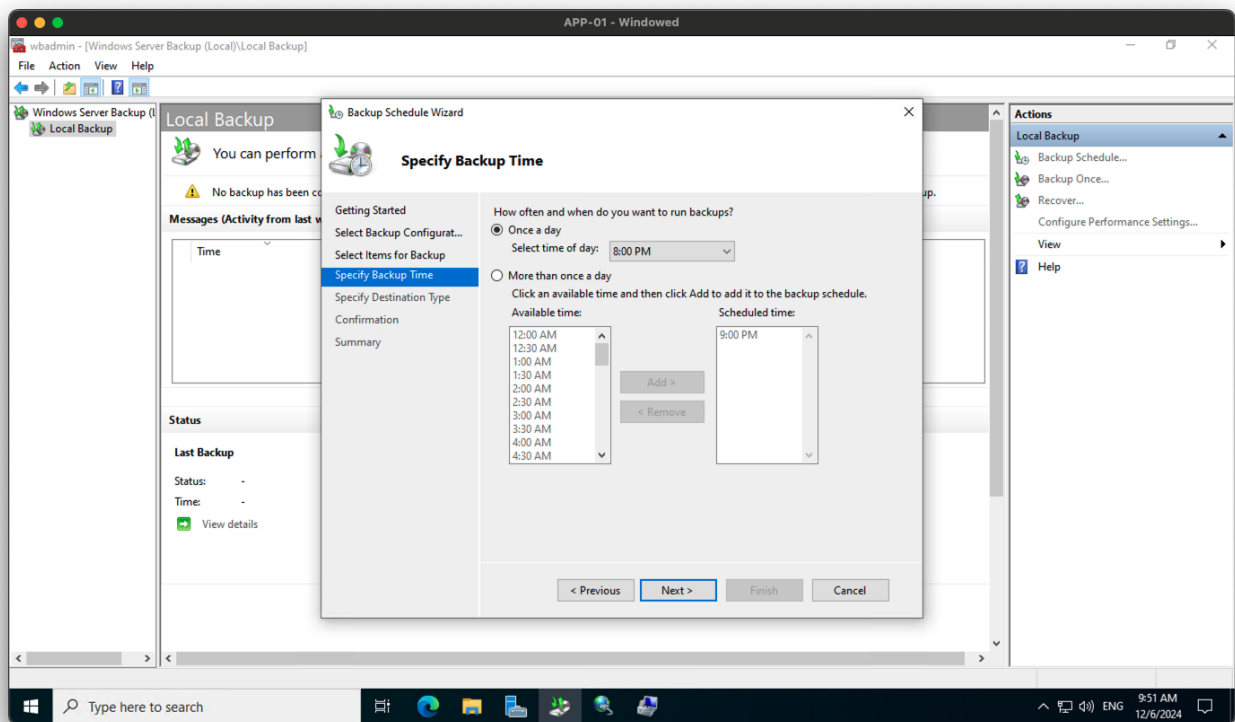 APP-01 - Windowed
wbadmin - [Windows Server Backup (Local)\Local Backup]
File Action View Help
Windows Server Backup (L
Local Backup
Local Backup
You can perform
No backup has been co
up.
Messages (Activity from last w
Time
Status
Last Backup
Status: -
Time: -
View details
Backup Schedule Wizard
Specify Backup Time
Getting Started
Select Backup Configurat...
Select Items for Backup
Specify Backup Time
Specify Destination Type
Confirmation
Summary
How often and when do you want to run backups?
Once a day
Select time of day: 8:00 PM
More than once a day
Click an available time and then click Add to add it to the backup schedule.
Available time: Scheduled time:
12:00 AM 9:00 PM
12:30 AM
1:00 AM
1:30 AM
2:00 AM
2:30 AM
3:00 AM
3:30 AM
4:00 AM
4:30 AM
Add >
< Remove
< Previous Next > Finish Cancel
Actions
Local Backup
Backup Schedule...
Backup Once...
Recover...
Configure Performance Settings...
View
Help
Type here to search
ENG
9:51 AM
12/6/2024